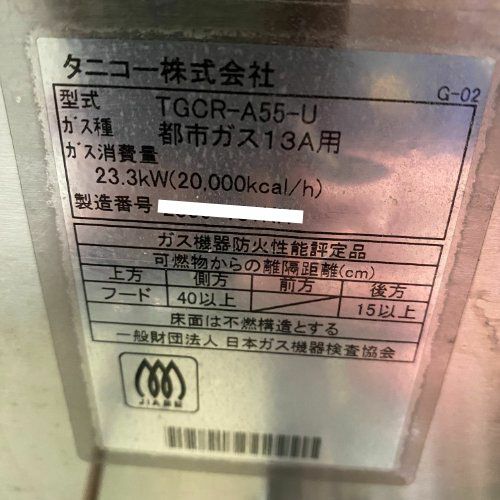 タニコー株式会社
G-02
型式 TGCR-A55-U
ガス種 都市ガス13A用
ガス消費量
23.3kW(20,000kcal/h)
製造番号
ガス機器防火性能評定品
可燃物からの離隔距離(cm)
上方 側方 前方 後方
フード 40以上 15以上
床面は不燃構造とする
一般財団法人 日本ガス機器検査協会